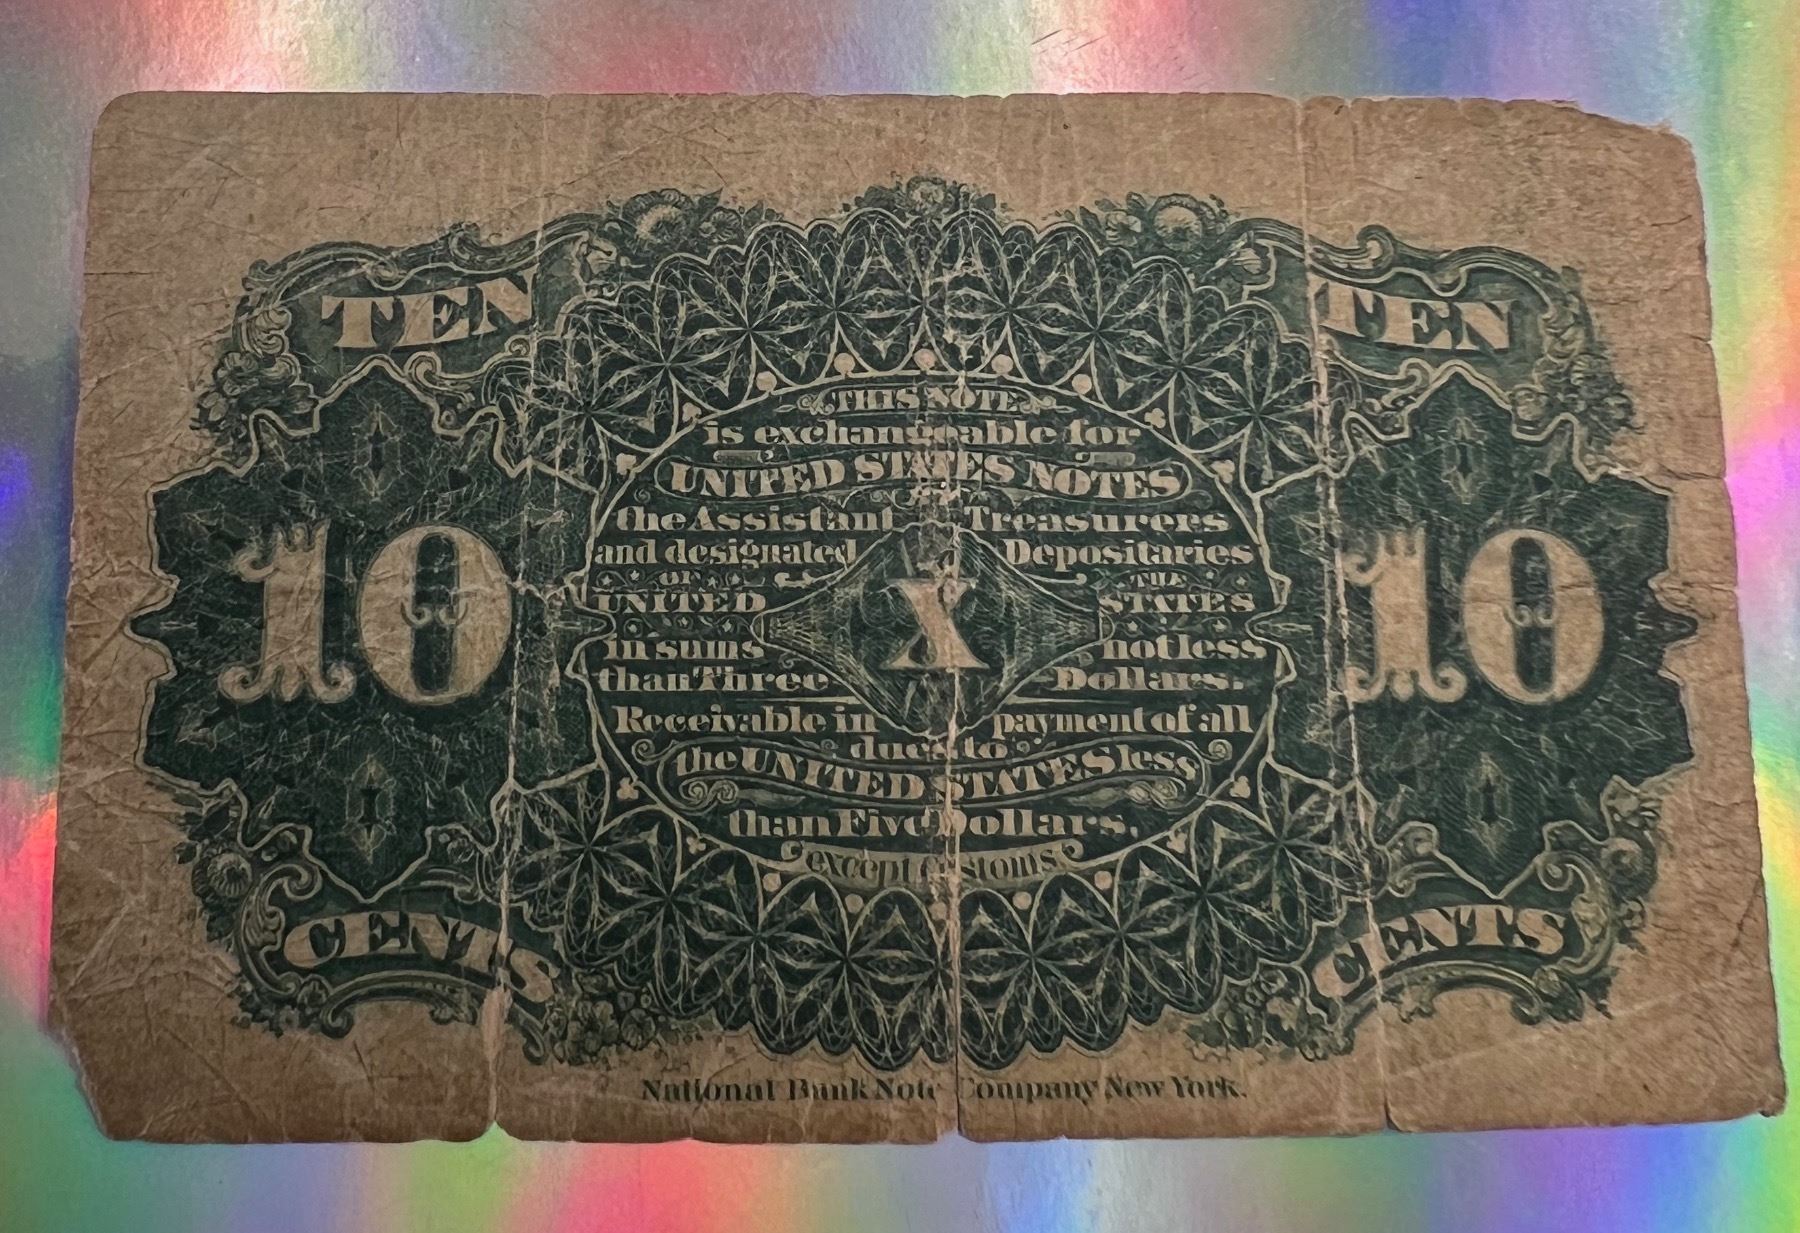 TEN TEN
THIS NOTE
is exchangeable for
UNITED STATES NOTES
the Assistant Treasurers
and designated Depositaries
OF THE
UNITED STATES
10 X 10
in sums not less
than Three Dollars.
Receivable in payment of all
dues to
the UNITED STATES less
than Five Dollars.
except customs
CENTS CENTS
National Bank Note Company New York.